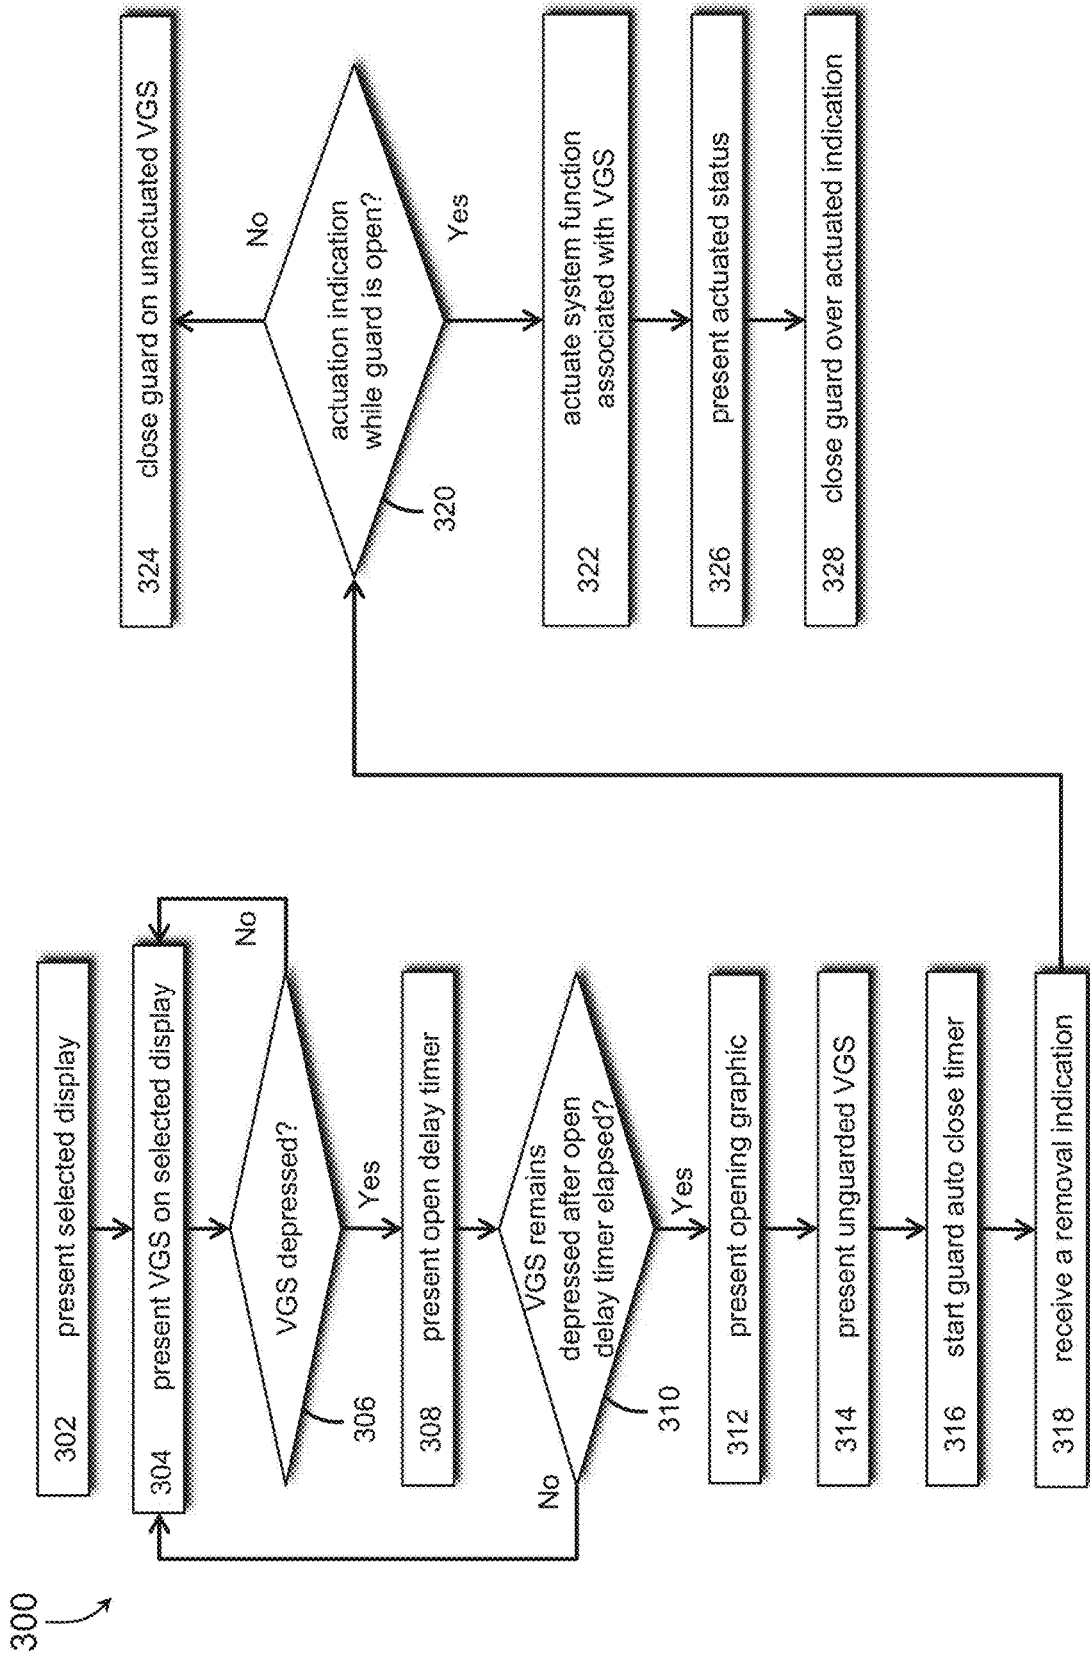 300
302 present selected display
304 present VGS on selected display
No
VGS depressed?
306
Yes
308 present open delay timer
VGS remains
depressed after open
delay timer elapsed?
No
310
Yes
312 present opening graphic
314 present unguarded VGS
316 start guard auto close timer
318 receive a removal indication
324 close guard on unactuated VGS
No
actuation indication
while guard is open?
320
Yes
322 actuate system function
associated with VGS
326 present actuated status
328 close guard over actuated indication